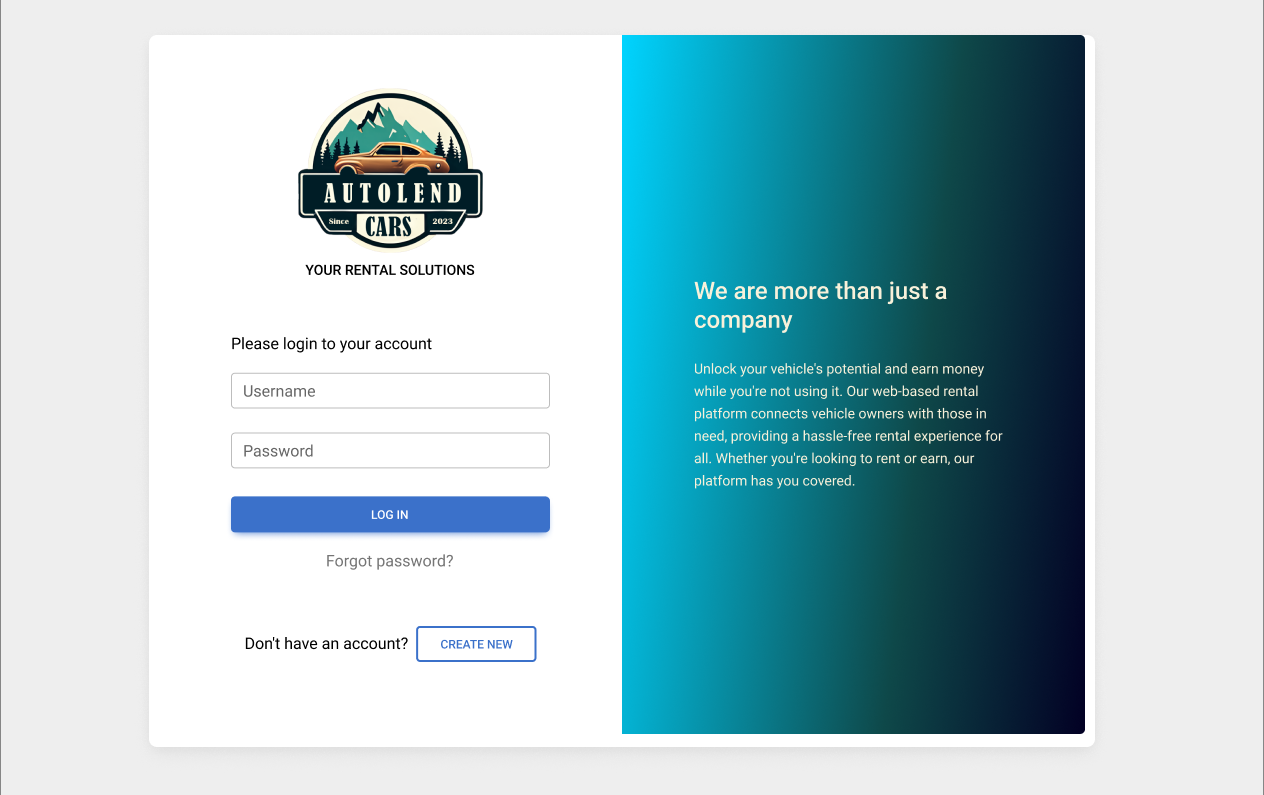 AUTOLEND
Since CARS 2023
YOUR RENTAL SOLUTIONS
Please login to your account
Username
Password
LOG IN
Forgot password?
Don't have an account? CREATE NEW
We are more than just a
company
Unlock your vehicle's potential and earn money
while you're not using it. Our web-based rental
platform connects vehicle owners with those in
need, providing a hassle-free rental experience for
all. Whether you're looking to rent or earn, our
platform has you covered.